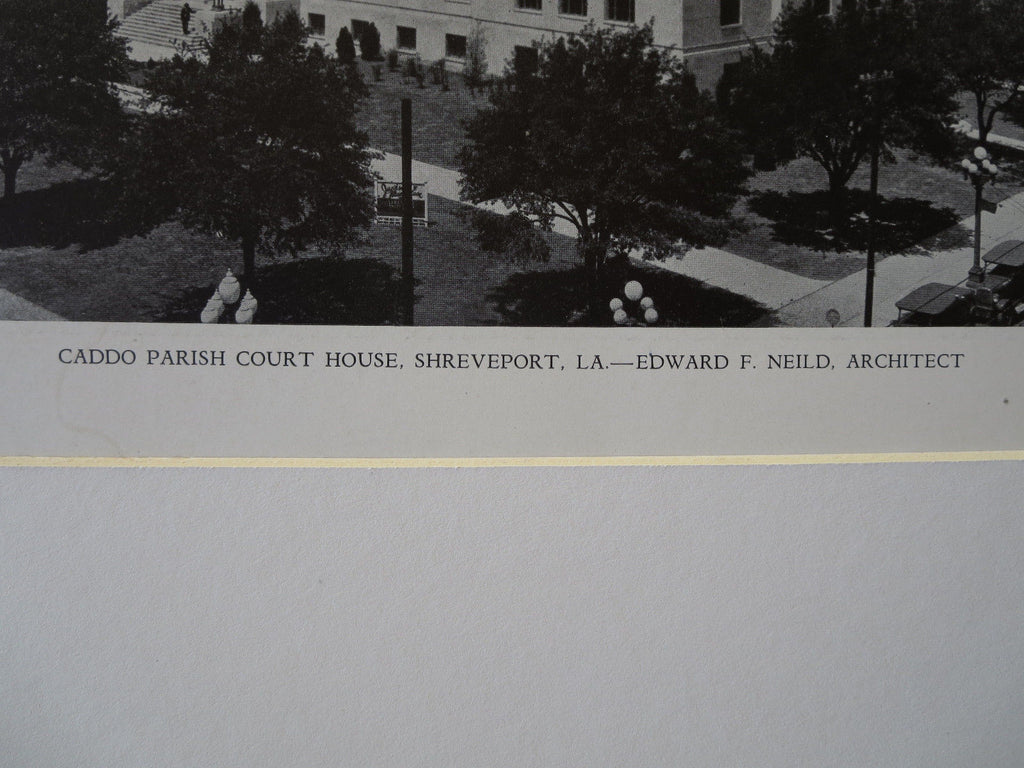 CADDO PARISH COURT HOUSE, SHREVEPORT, LA.—EDWARD F. NEILD, ARCHITECT